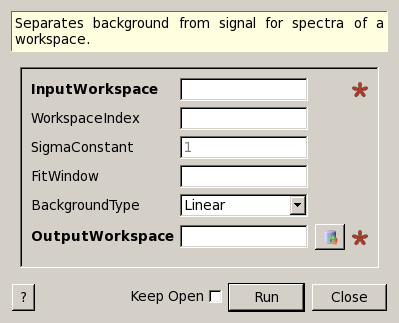 Separates background from signal for spectra of a
workspace.
InputWorkspace
WorkspaceIndex
SigmaConstant 1
FitWindow
BackgroundType Linear
OutputWorkspace
? Keep Open Run Close